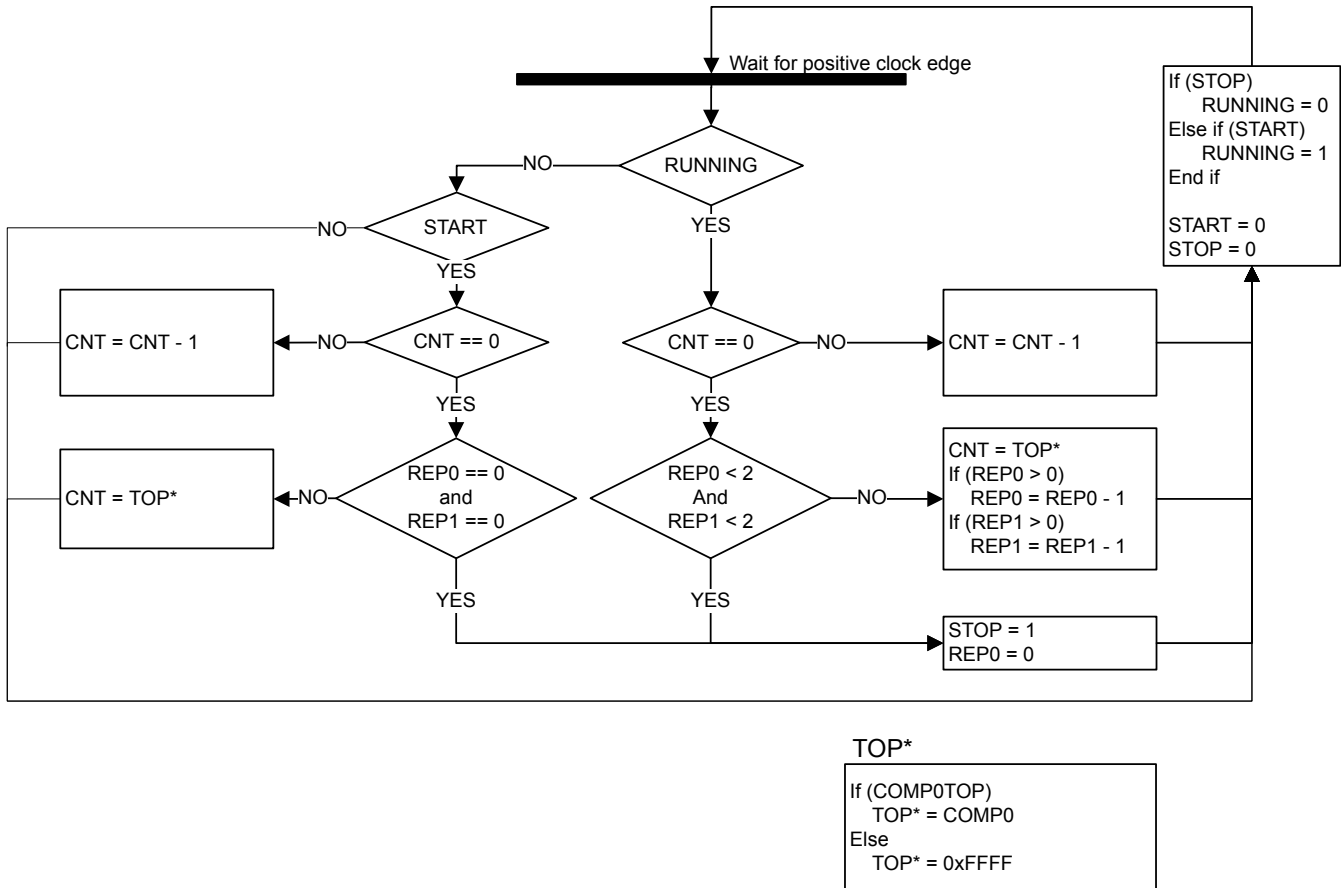 Wait for positive clock edge
If (STOP)
RUNNING = 0
Else if (START)
RUNNING = 1
End if
START = 0
STOP = 0
RUNNING
NO
YES
START
NO
YES
CNT == 0
NO
CNT = CNT - 1
YES
CNT == 0
NO
CNT = CNT - 1
YES
REP0 == 0
and
REP1 == 0
NO
CNT = TOP*
YES
REP0 < 2
And
REP1 < 2
NO
CNT = TOP*
If (REP0 > 0)
REP0 = REP0 - 1
If (REP1 > 0)
REP1 = REP1 - 1
YES
STOP = 1
REP0 = 0
TOP*
If (COMP0TOP)
TOP* = COMP0
Else
TOP* = 0xFFFF